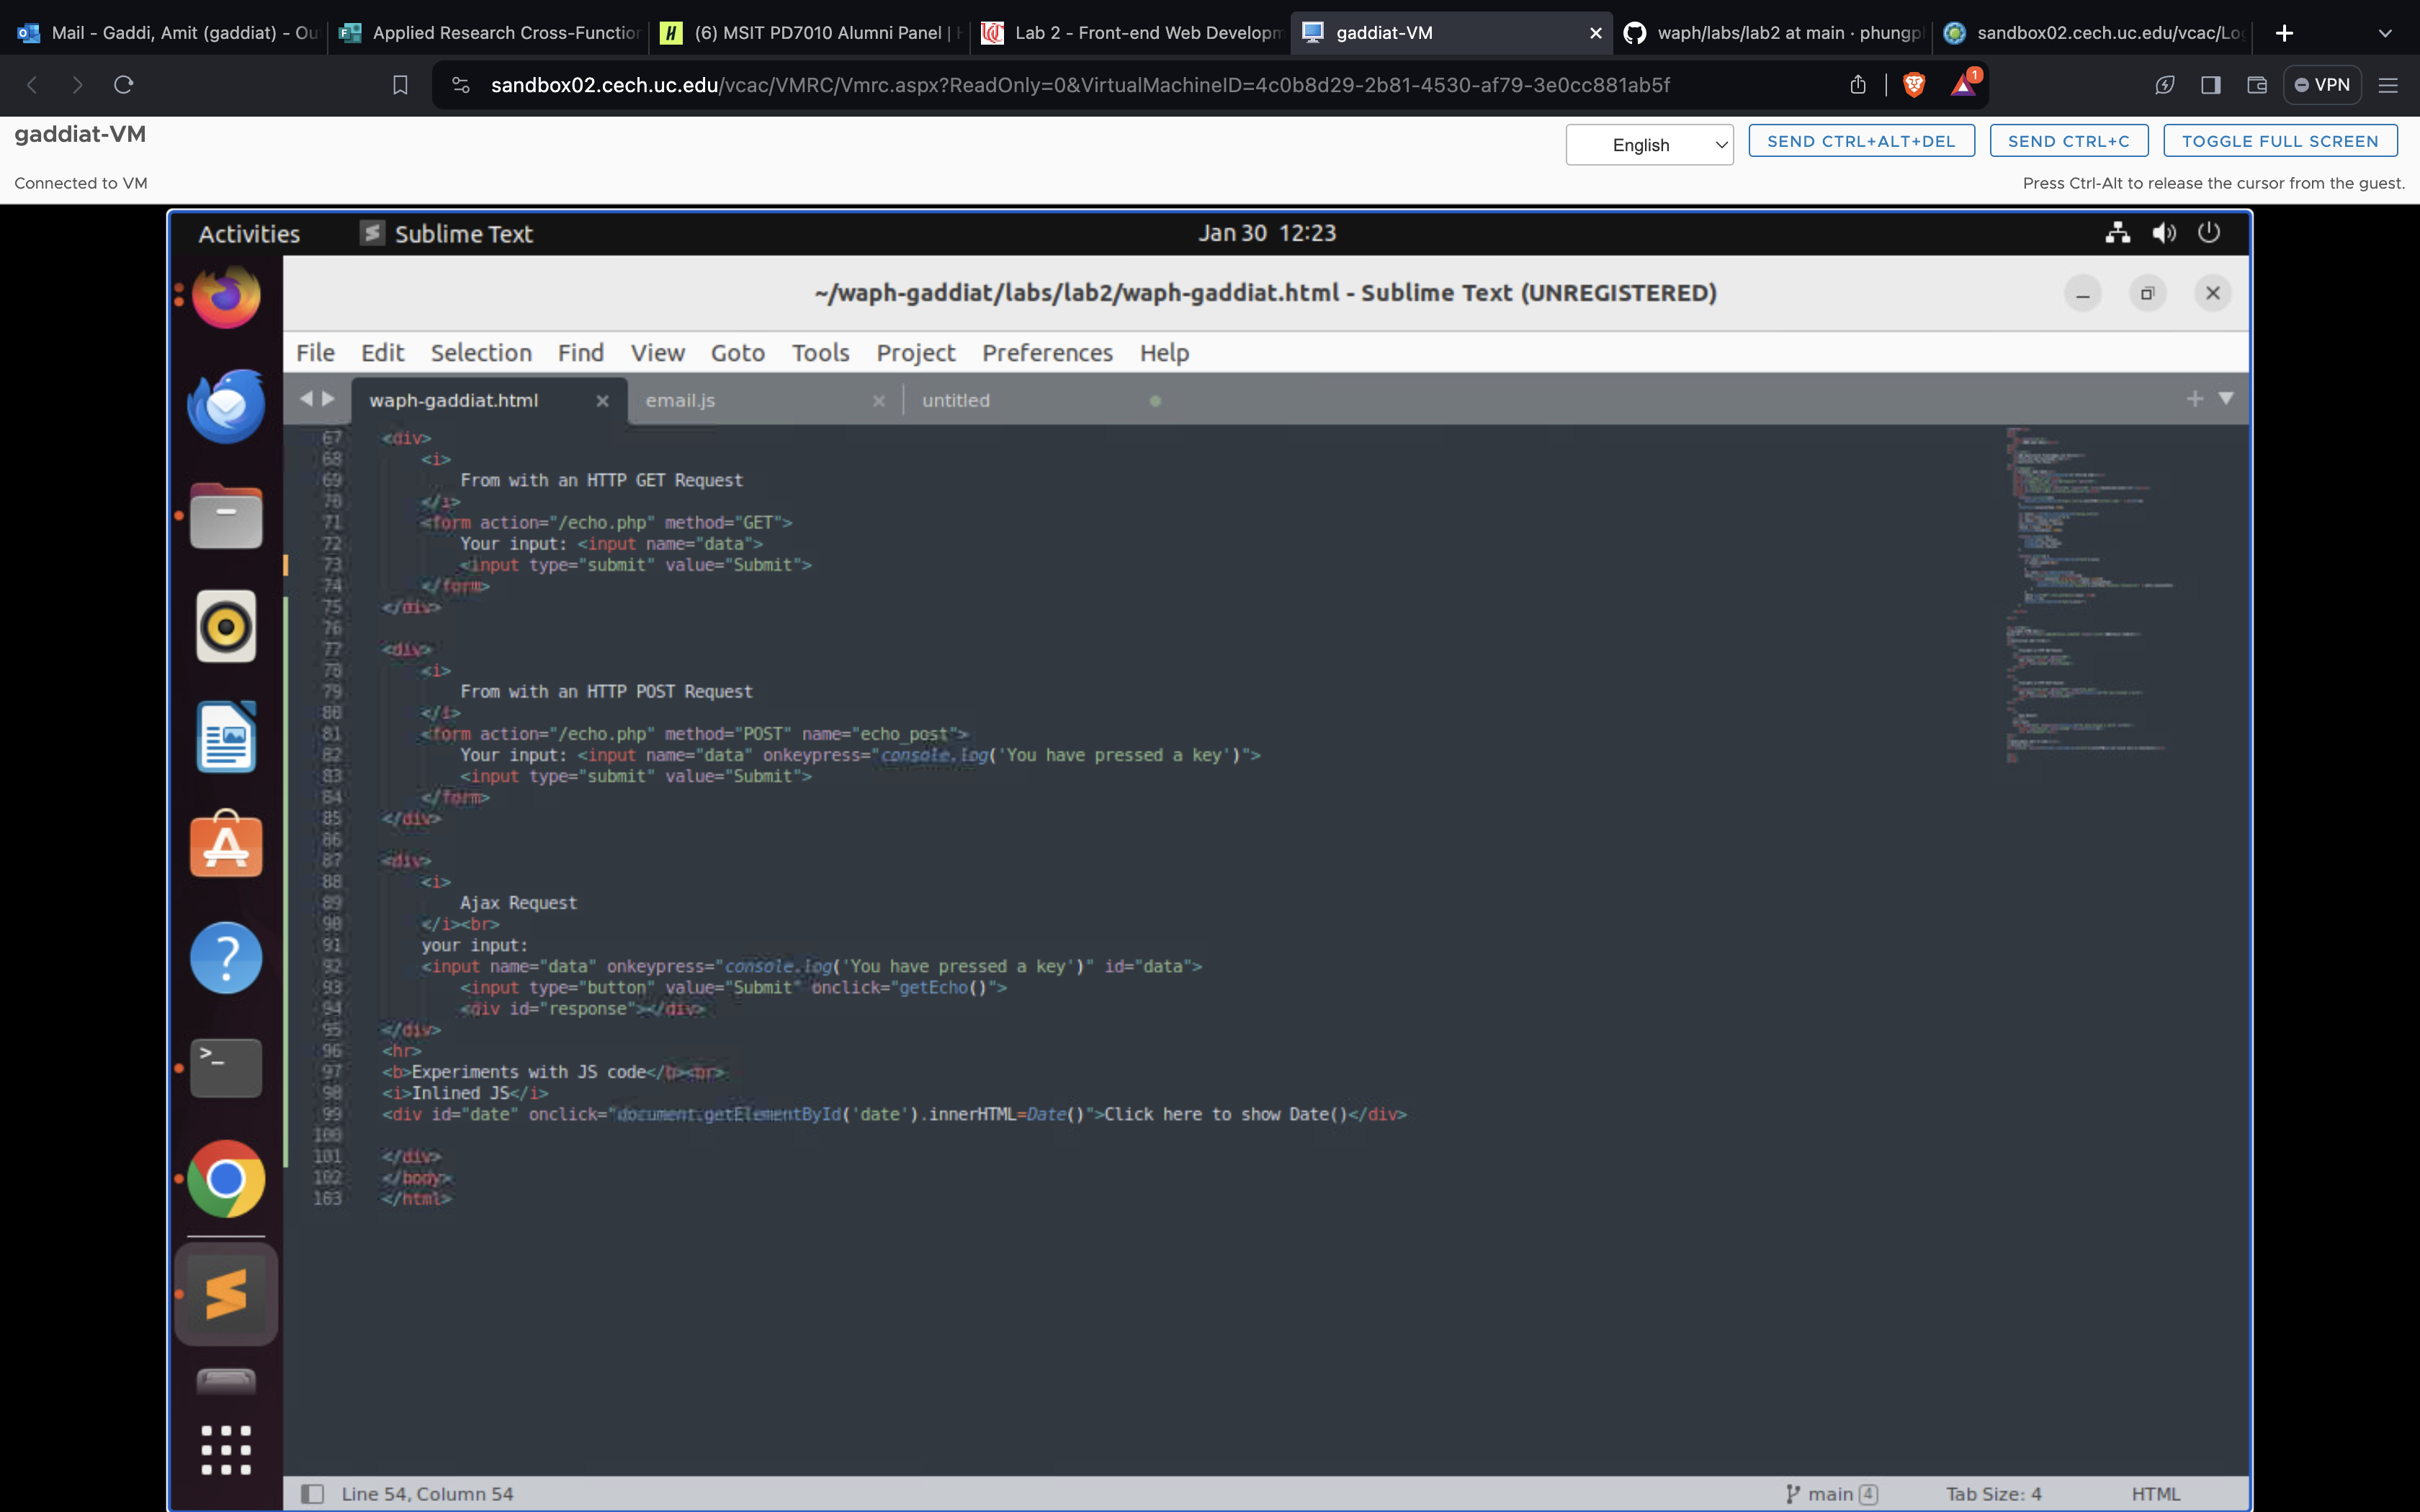 Mail - Gaddi, Amit (gaddiat) - Ou
Applied Research Cross-Function
(6) MSIT PD7010 Alumni Panel | H
Lab 2 - Front-end Web Developm
gaddiat-VM
waph/labs/lab2 at main · phungpl
sandbox02.cech.uc.edu/vcac/Lo
sandbox02.cech.uc.edu/vcac/VMRC/Vmrc.aspx?ReadOnly=0&VirtualMachineID=4c0b8d29-2b81-4530-af79-3e0cc881ab5f
1
VPN
gaddiat-VM
English
SEND CTRL+ALT+DEL
SEND CTRL+C
TOGGLE FULL SCREEN
Connected to VM
Press Ctrl-Alt to release the cursor from the guest.
Activities
Sublime Text
Jan 30 12:23
~/waph-gaddiat/labs/lab2/waph-gaddiat.html - Sublime Text (UNREGISTERED)
File Edit Selection Find View Goto Tools Project Preferences Help
waph-gaddiat.html
email.js
untitled
67 <div>
68 <i>
69 From with an HTTP GET Request
70 </i>
71 <form action="/echo.php" method="GET">
72 Your input: <input name="data">
73 <input type="submit" value="Submit">
74 </form>
75 </div>
76
77 <div>
78 <i>
79 From with an HTTP POST Request
80 </i>
81 <form action="/echo.php" method="POST" name="echo_post">
82 Your input: <input name="data" onkeypress="console.log('You have pressed a key')">
83 <input type="submit" value="Submit">
84 </form>
85 </div>
86
87 <div>
88 <i>
89 Ajax Request
90 </i><br>
91 your input:
92 <input name="data" onkeypress="console.log('You have pressed a key')" id="data">
93 <input type="button" value="Submit" onclick="getEcho()">
94 <div id="response"></div>
95 </div>
96 <hr>
97 <b>Experiments with JS code</b><br>
98 <i>Inlined JS</i>
99 <div id="date" onclick="document.getElementById('date').innerHTML=Date()">Click here to show Date()</div>
100
101 </div>
102 </body>
103 </html>
Line 54, Column 54
main 4
Tab Size: 4
HTML